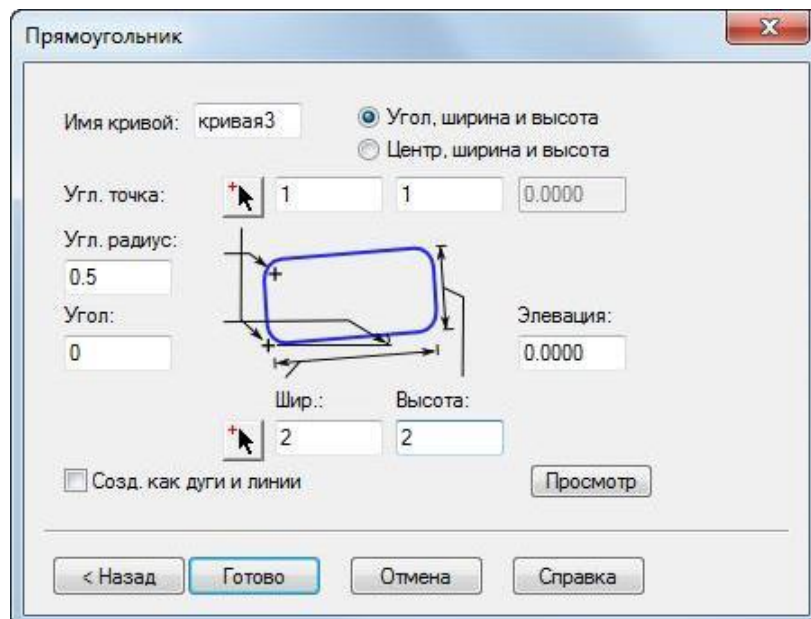 Прямоугольник
Имя кривой: кривая3
Угол, ширина и высота
Центр, ширина и высота
Угл. точка: 1 1 0.0000
Угл. радиус:
0.5
Угол:
0
Элевация:
0.0000
Шир.: Высота:
2 2
Созд. как дуги и линии
Просмотр
< Назад Готово Отмена Справка